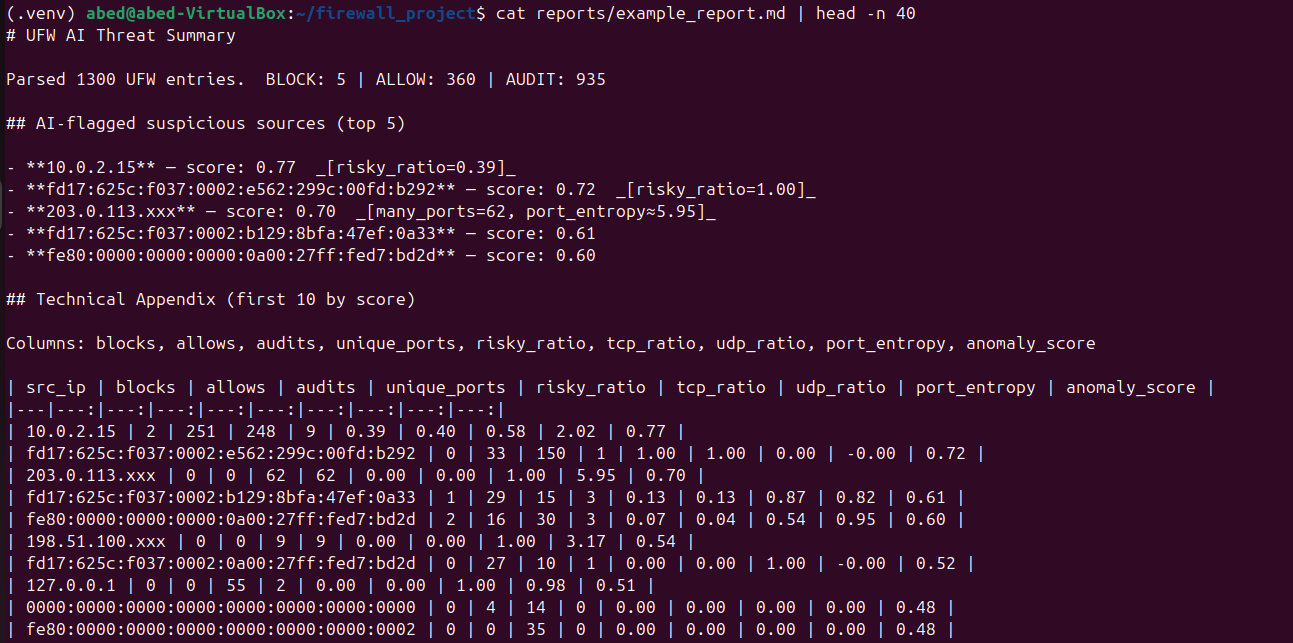 (.venv) abed@abed-VirtualBox:~/firewall_project$ cat reports/example_report.md | head -n 40
# UFW AI Threat Summary
Parsed 1300 UFW entries.  BLOCK: 5 | ALLOW: 360 | AUDIT: 935
## AI-flagged suspicious sources (top 5)
- **10.0.2.15** — score: 0.77  _[risky_ratio=0.39]_
- **fd17:625c:f037:0002:e562:299c:00fd:b292** — score: 0.72  _[risky_ratio=1.00]_
- **203.0.113.xxx** — score: 0.70  _[many_ports=62, port_entropy≈5.95]_
- **fd17:625c:f037:0002:b129:8bfa:47ef:0a33** — score: 0.61
- **fe80:0000:0000:0000:0a00:27ff:fed7:bd2d** — score: 0.60
## Technical Appendix (first 10 by score)
Columns: blocks, allows, audits, unique_ports, risky_ratio, tcp_ratio, udp_ratio, port_entropy, anomaly_score
| src_ip | blocks | allows | audits | unique_ports | risky_ratio | tcp_ratio | udp_ratio | port_entropy | anomaly_score |
|---|---:|---:|---:|---:|---:|---:|---:|---:|---:|
| 10.0.2.15 | 2 | 251 | 248 | 9 | 0.39 | 0.40 | 0.58 | 2.02 | 0.77 |
| fd17:625c:f037:0002:e562:299c:00fd:b292 | 0 | 33 | 150 | 1 | 1.00 | 1.00 | 0.00 | -0.00 | 0.72 |
| 203.0.113.xxx | 0 | 0 | 62 | 62 | 0.00 | 0.00 | 1.00 | 5.95 | 0.70 |
| fd17:625c:f037:0002:b129:8bfa:47ef:0a33 | 1 | 29 | 15 | 3 | 0.13 | 0.13 | 0.87 | 0.82 | 0.61 |
| fe80:0000:0000:0000:0a00:27ff:fed7:bd2d | 2 | 16 | 30 | 3 | 0.07 | 0.04 | 0.54 | 0.95 | 0.60 |
| 198.51.100.xxx | 0 | 0 | 9 | 9 | 0.00 | 0.00 | 1.00 | 3.17 | 0.54 |
| fd17:625c:f037:0002:0a00:27ff:fed7:bd2d | 0 | 27 | 10 | 1 | 0.00 | 0.00 | 1.00 | -0.00 | 0.52 |
| 127.0.0.1 | 0 | 0 | 55 | 2 | 0.00 | 0.00 | 1.00 | 0.98 | 0.51 |
| 0000:0000:0000:0000:0000:0000:0000:0000 | 0 | 4 | 14 | 0 | 0.00 | 0.00 | 0.00 | 0.00 | 0.48 |
| fe80:0000:0000:0000:0000:0000:0000:0002 | 0 | 0 | 35 | 0 | 0.00 | 0.00 | 0.00 | 0.00 | 0.48 |